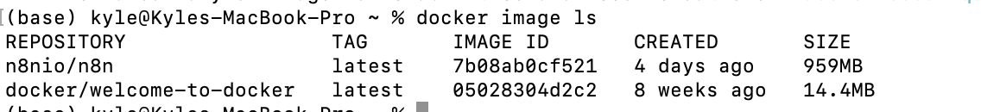 (base) kyle@Kyles-MacBook-Pro ~ % docker image ls
REPOSITORY TAG IMAGE ID CREATED SIZE
n8nio/n8n latest 7b08ab0cf521 4 days ago 959MB
docker/welcome-to-docker latest 05028304d2c2 8 weeks ago 14.4MB
(base) kyle@Kyles-MacBook-Pro ~ %